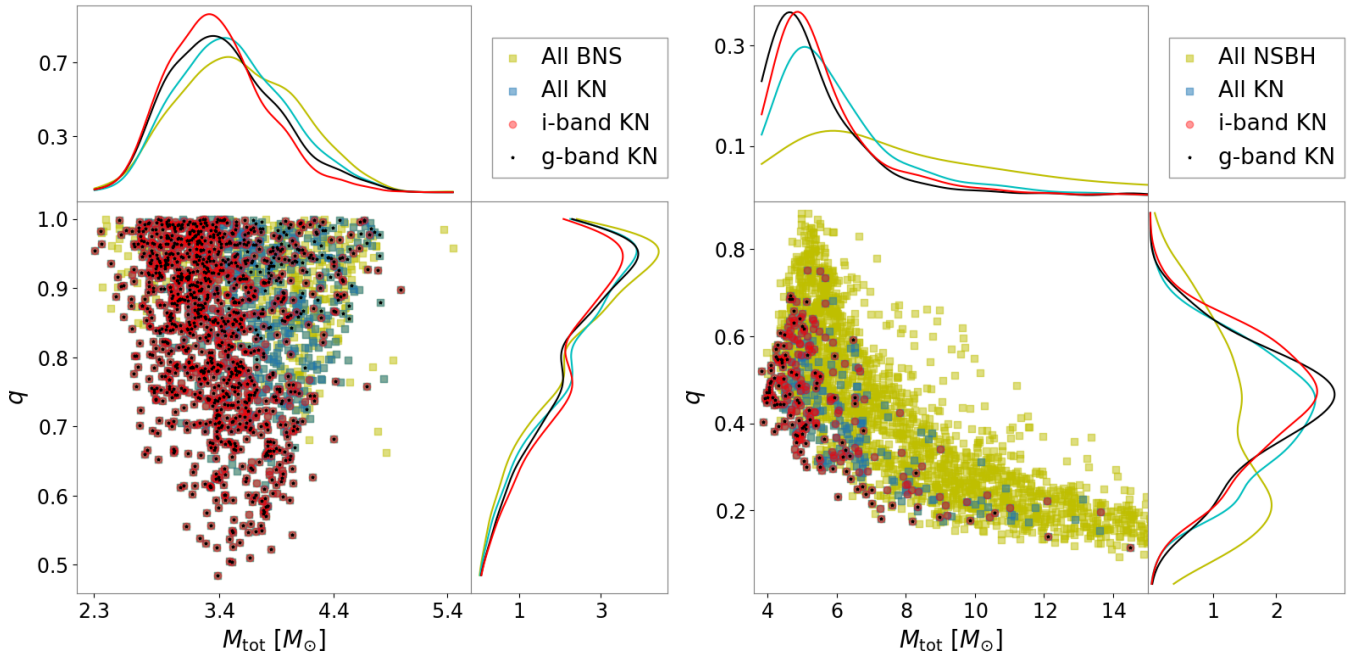 0.7
0.3
All BNS
All KN
i-band KN
g-band KN
1.0
0.9
0.8
0.7
0.6
0.5
q
2.3 3.4 4.4 5.4
1 3
M_tot [M_⊙]
0.3
0.1
All NSBH
All KN
i-band KN
g-band KN
0.8
0.6
0.4
0.2
q
4 6 8 10 12 14
1 2
M_tot [M_⊙]